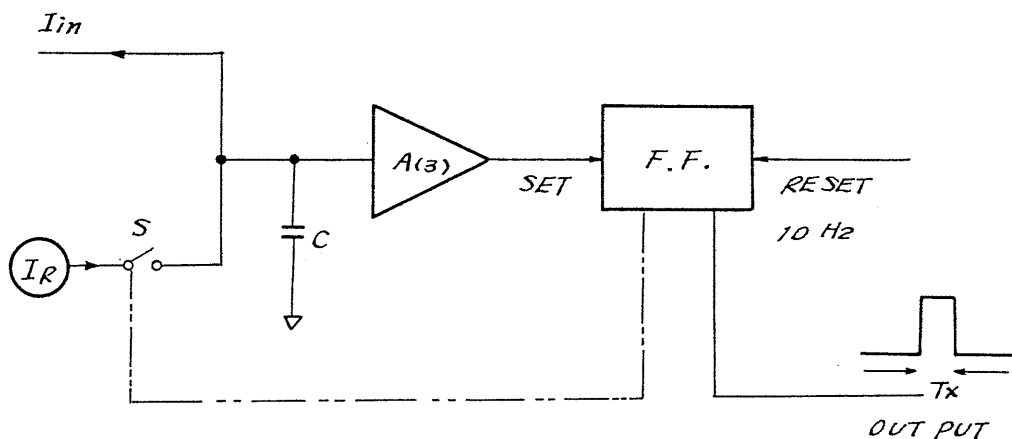 Iin
A(3)
F.F.
SET
RESET
10 Hz
S
C
IR
Tx
OUT PUT